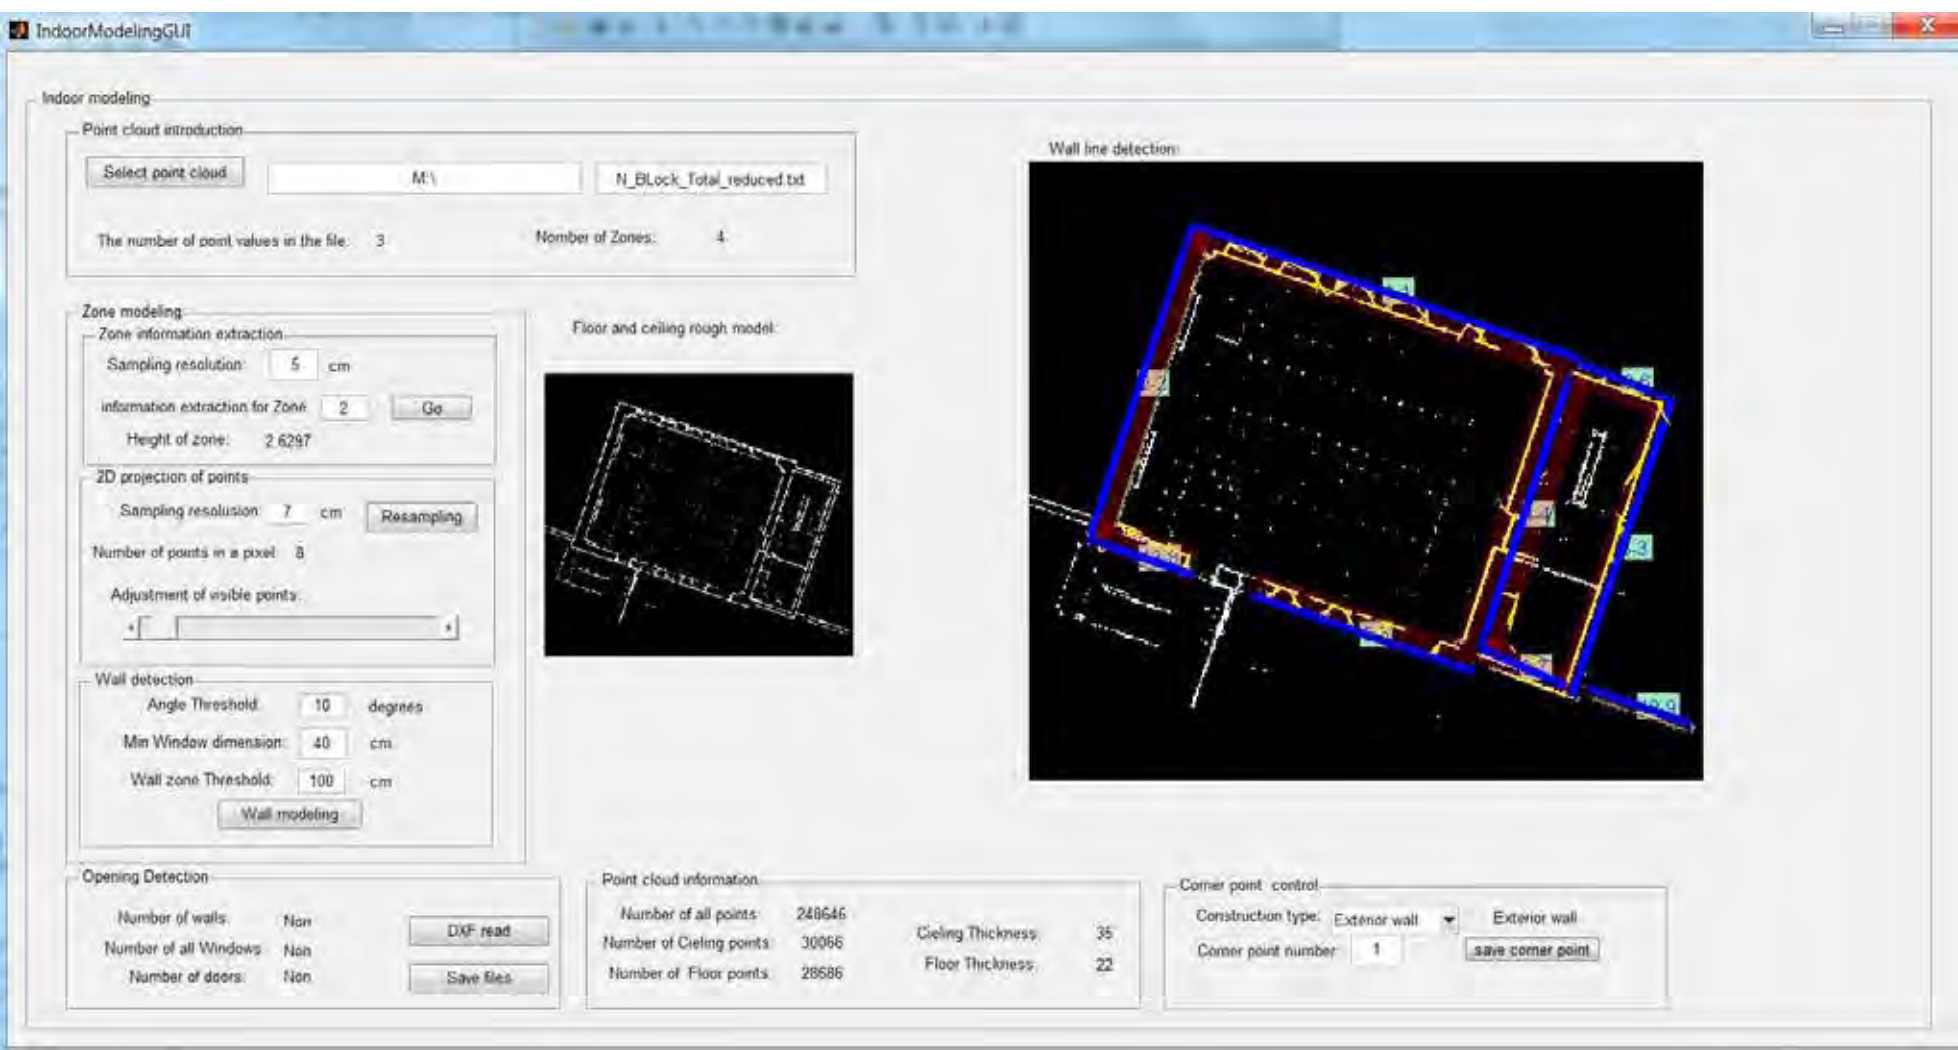 IndoorModelingGUI
Indoor modeling
Point cloud introduction
Select point cloud
M:\
N_BLock_Total_reduced.txt
The number of point values in the file: 3
Nomber of Zones: 4
Wall line detection:
Zone modeling
Zone information extraction
Sampling resolution: 5 cm
information extraction for Zone 2 Go
Height of zone: 2.6297
Floor and ceiling rough model:
2D projection of points
Sampling resolusion 7 cm Resampling
Number of points in a pixel 8
Adjustment of visible points:
Wall detection
Angle Threshold: 10 degrees
Min Window dimension: 40 cm
Wall zone Threshold: 100 cm
Wall modeling
Opening Detection
Number of walls: Non
DXF read
Number of all Windows Non
Number of doors: Non
Save files
Point cloud information
Number of all points: 248646
Number of Cieling points: 30066
Number of Floor points: 28686
Cieling Thickness: 35
Floor Thickness: 22
Corner point control
Construction type: Exterior wall Exterior wall
Corner point number: 1 save corner point